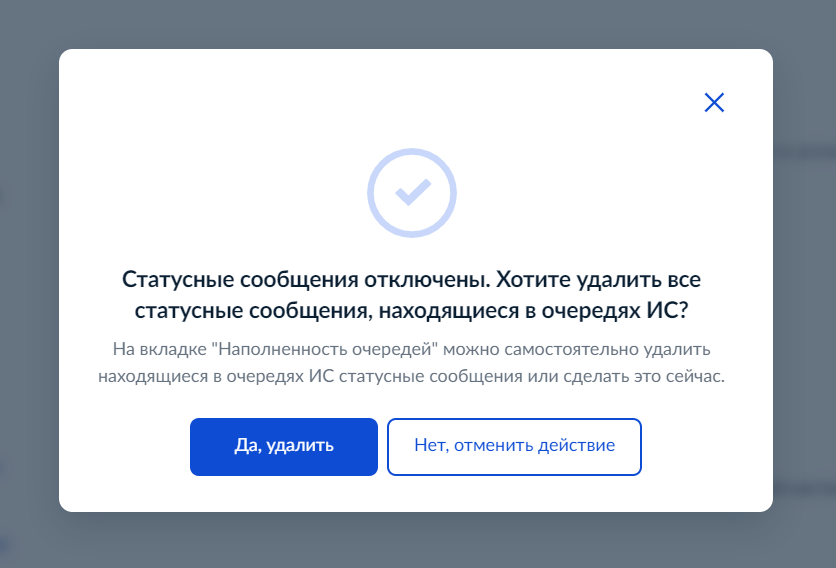 Статусные сообщения отключены. Хотите удалить все
статусные сообщения, находящиеся в очередях ИС?
На вкладке "Наполненность очередей" можно самостоятельно удалить
находящиеся в очередях ИС статусные сообщения или сделать это сейчас.
Да, удалить
Нет, отменить действие